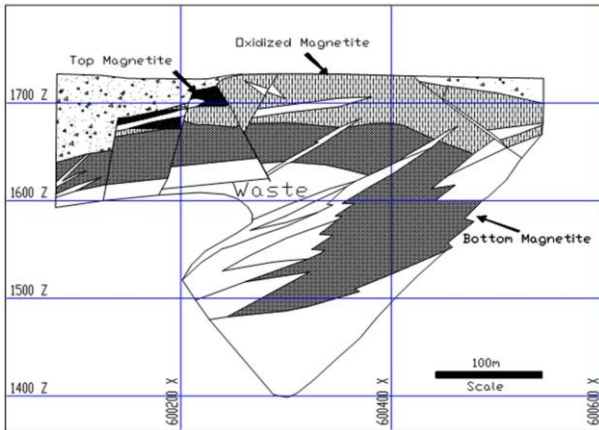 Oxidized Magnetite
Top Magnetite
1700 Z
1600 Z
Waste
Bottom Magnetite
1500 Z
100m
Scale
1400 Z
600200 X
600400 X
600600 X